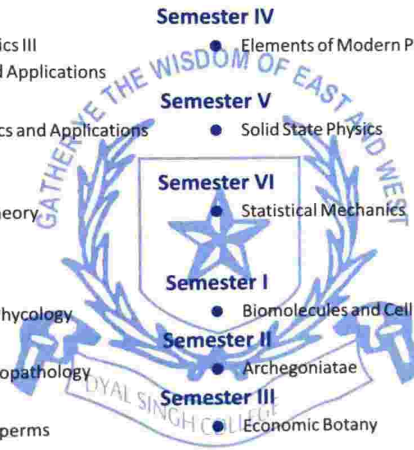 Semester IV
ics III ● Elements of Modern P
d Applications
GATHER YE THE WISDOM OF EAST AND WEST
Semester V
cs and Applications ● Solid State Physics
Semester VI
heory ● Statistical Mechanics
Semester I
hycology ● Biomolecules and Cell
Semester II
opathology ● Archegoniatae
DYAL SINGH COLLEGE
Semester III
perms ● Economic Botany